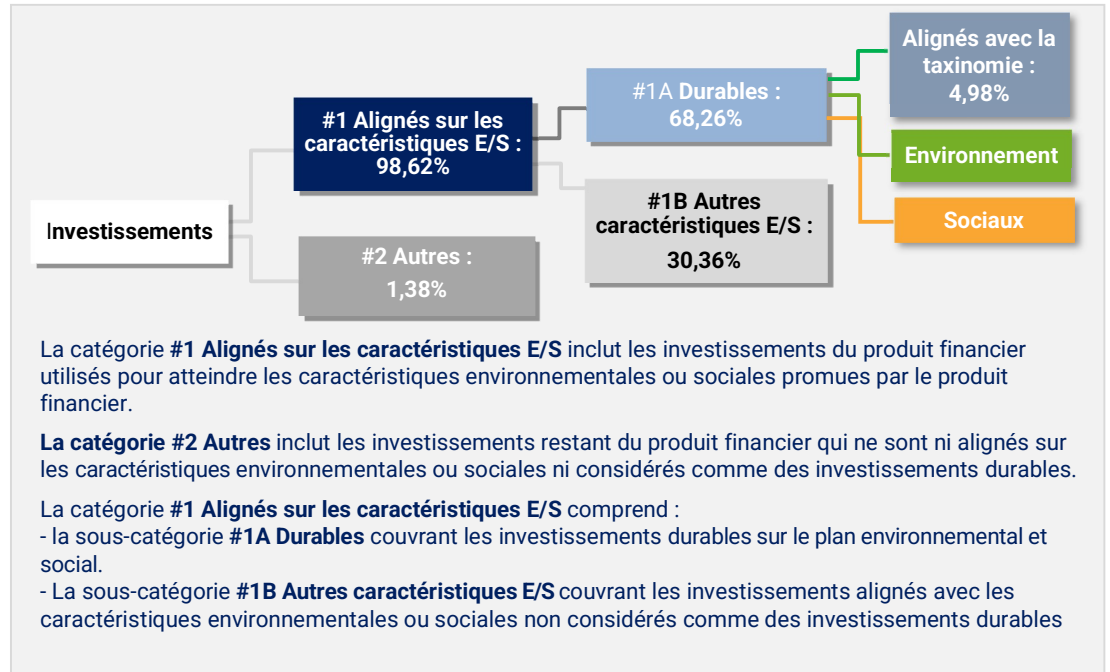 Investissements
#1 Alignés sur les
caractéristiques E/S :
98,62%
#2 Autres :
1,38%
#1A Durables :
68,26%
#1B Autres
caractéristiques E/S :
30,36%
Alignés avec la
taxinomie :
4,98%
Environnement
Sociaux
La catégorie #1 Alignés sur les caractéristiques E/S inclut les investissements du produit financier
utilisés pour atteindre les caractéristiques environnementales ou sociales promues par le produit
financier.
La catégorie #2 Autres inclut les investissements restant du produit financier qui ne sont ni alignés sur
les caractéristiques environnementales ou sociales ni considérés comme des investissements durables.
La catégorie #1 Alignés sur les caractéristiques E/S comprend :
- la sous-catégorie #1A Durables couvrant les investissements durables sur le plan environnemental et
social.
- La sous-catégorie #1B Autres caractéristiques E/S couvrant les investissements alignés avec les
caractéristiques environnementales ou sociales non considérés comme des investissements durables